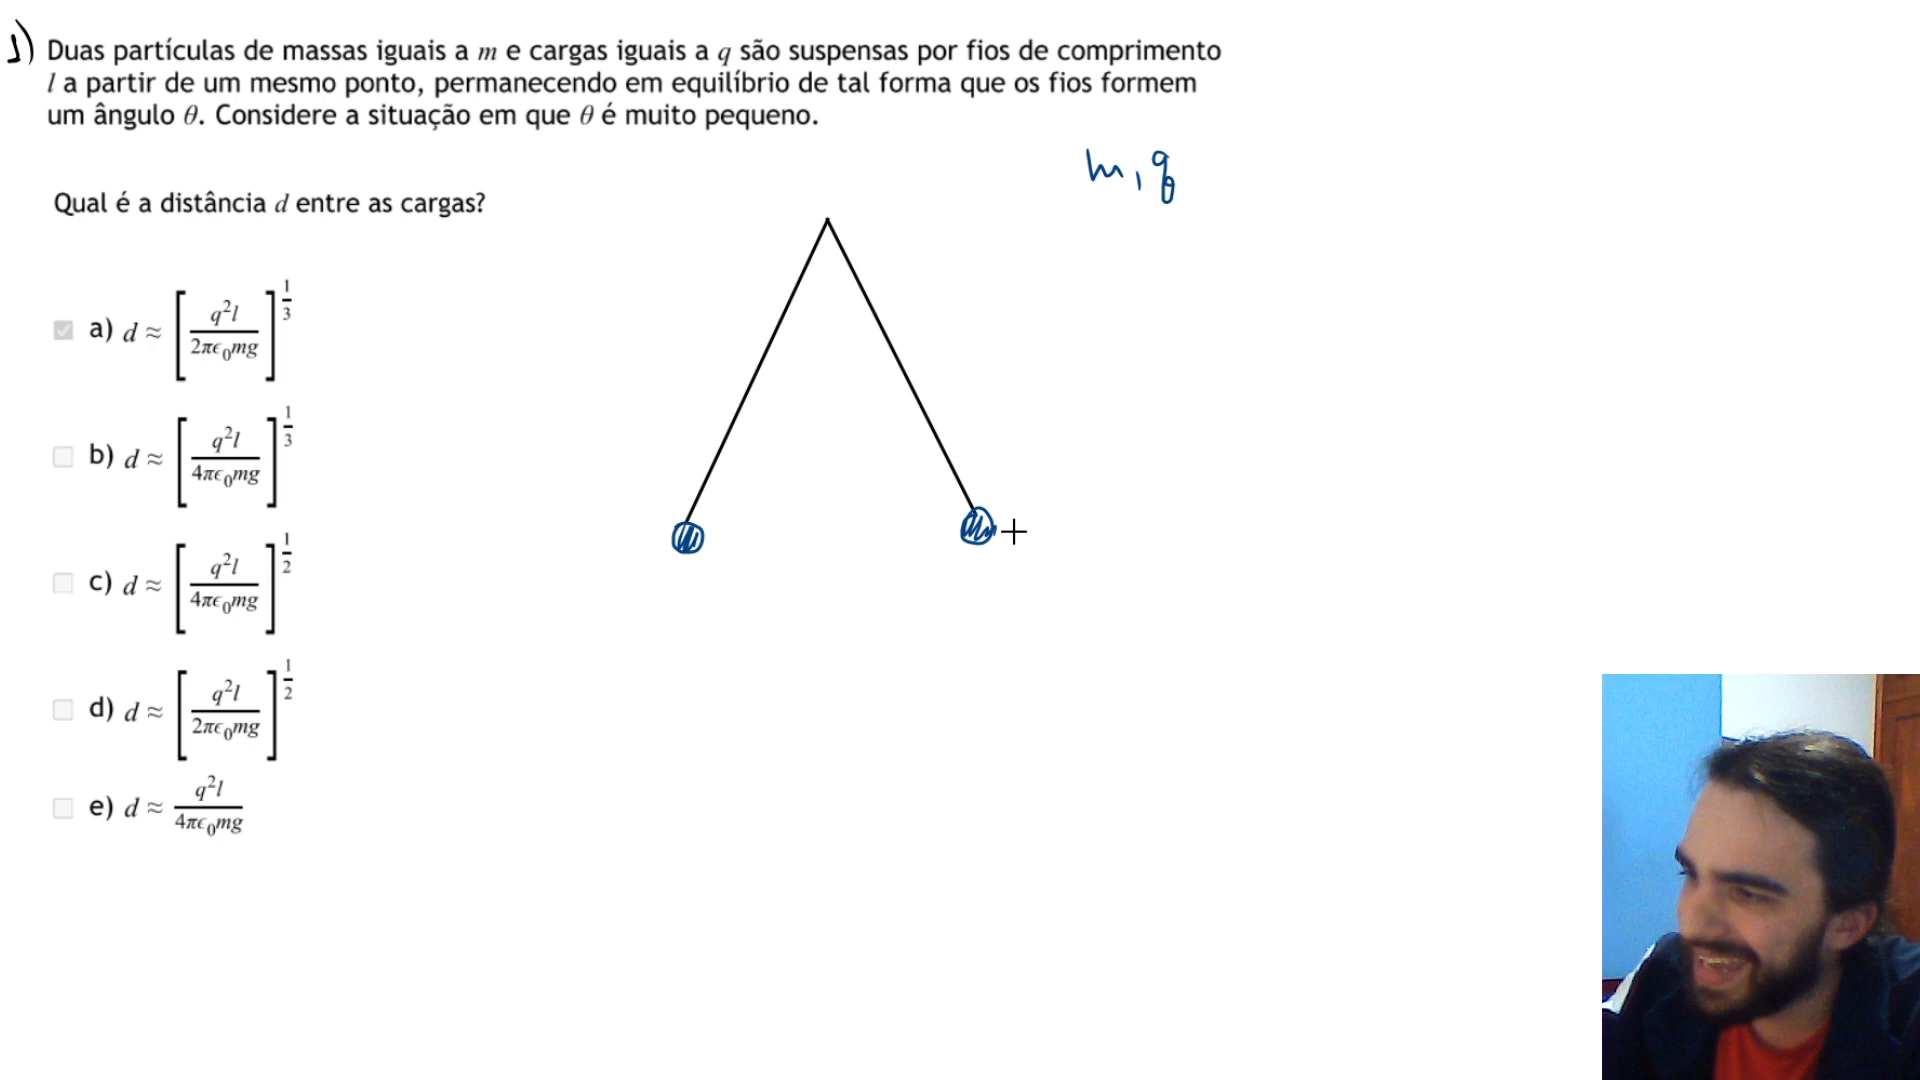 1) Duas partículas de massas iguais a m e cargas iguais a q são suspensas por fios de comprimento
l a partir de um mesmo ponto, permanecendo em equilíbrio de tal forma que os fios formem
um ângulo θ. Considere a situação em que θ é muito pequeno.
m, q
Qual é a distância d entre as cargas?
a) d ≈ [q²l / 2πϵ₀mg]^(1/3)
b) d ≈ [q²l / 4πϵ₀mg]^(1/3)
c) d ≈ [q²l / 4πϵ₀mg]^(1/2)
d) d ≈ [q²l / 2πϵ₀mg]^(1/2)
e) d ≈ q²l / 4πϵ₀mg